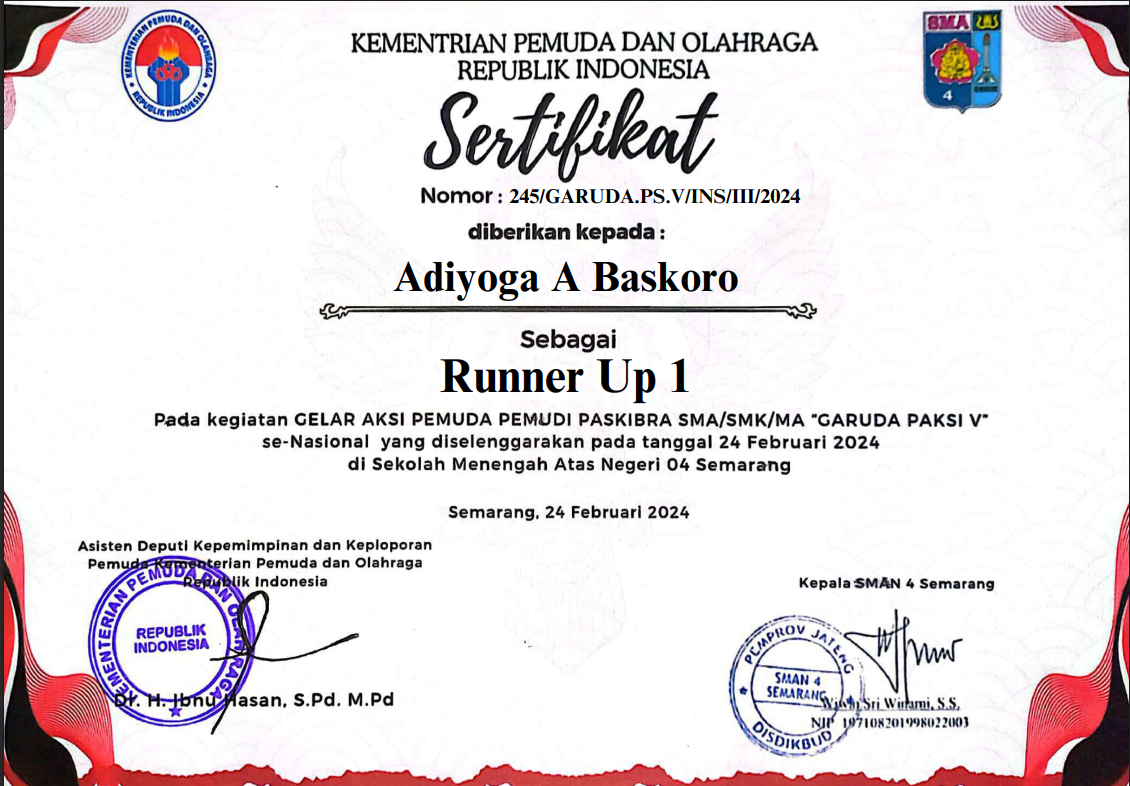 KEMENTERIAN PEMUDA DAN OLAHRAGA
REPUBLIK INDONESIA
SMA
4
KEMENTRIAN PEMUDA DAN OLAHRAGA
REPUBLIK INDONESIA
Sertifikat
Nomor : 245/GARUDA.PS.V/INS/III/2024
diberikan kepada :
Adiyoga A Baskoro
Sebagai
Runner Up 1
Pada kegiatan GELAR AKSI PEMUDA PEMUDI PASKIBRA SMA/SMK/MA "GARUDA PAKSI V"
se-Nasional yang diselenggarakan pada tanggal 24 Februari 2024
di Sekolah Menengah Atas Negeri 04 Semarang
Semarang, 24 Februari 2024
Asisten Deputi Kepemimpinan dan Keploporan
Pemuda Kementerian Pemuda dan Olahraga
Republik Indonesia
KEMENTERIAN PEMUDA DAN OLAHRAGA
REPUBLIK
INDONESIA
Dr. H. Ibnu Hasan, S.Pd. M.Pd
Kepala SMAN 4 Semarang
PEMPROV JATENG
SMAN 4
SEMARANG
DISDIKBUD
Sri Wiyarni, S.S.
NIP 197108201998022003